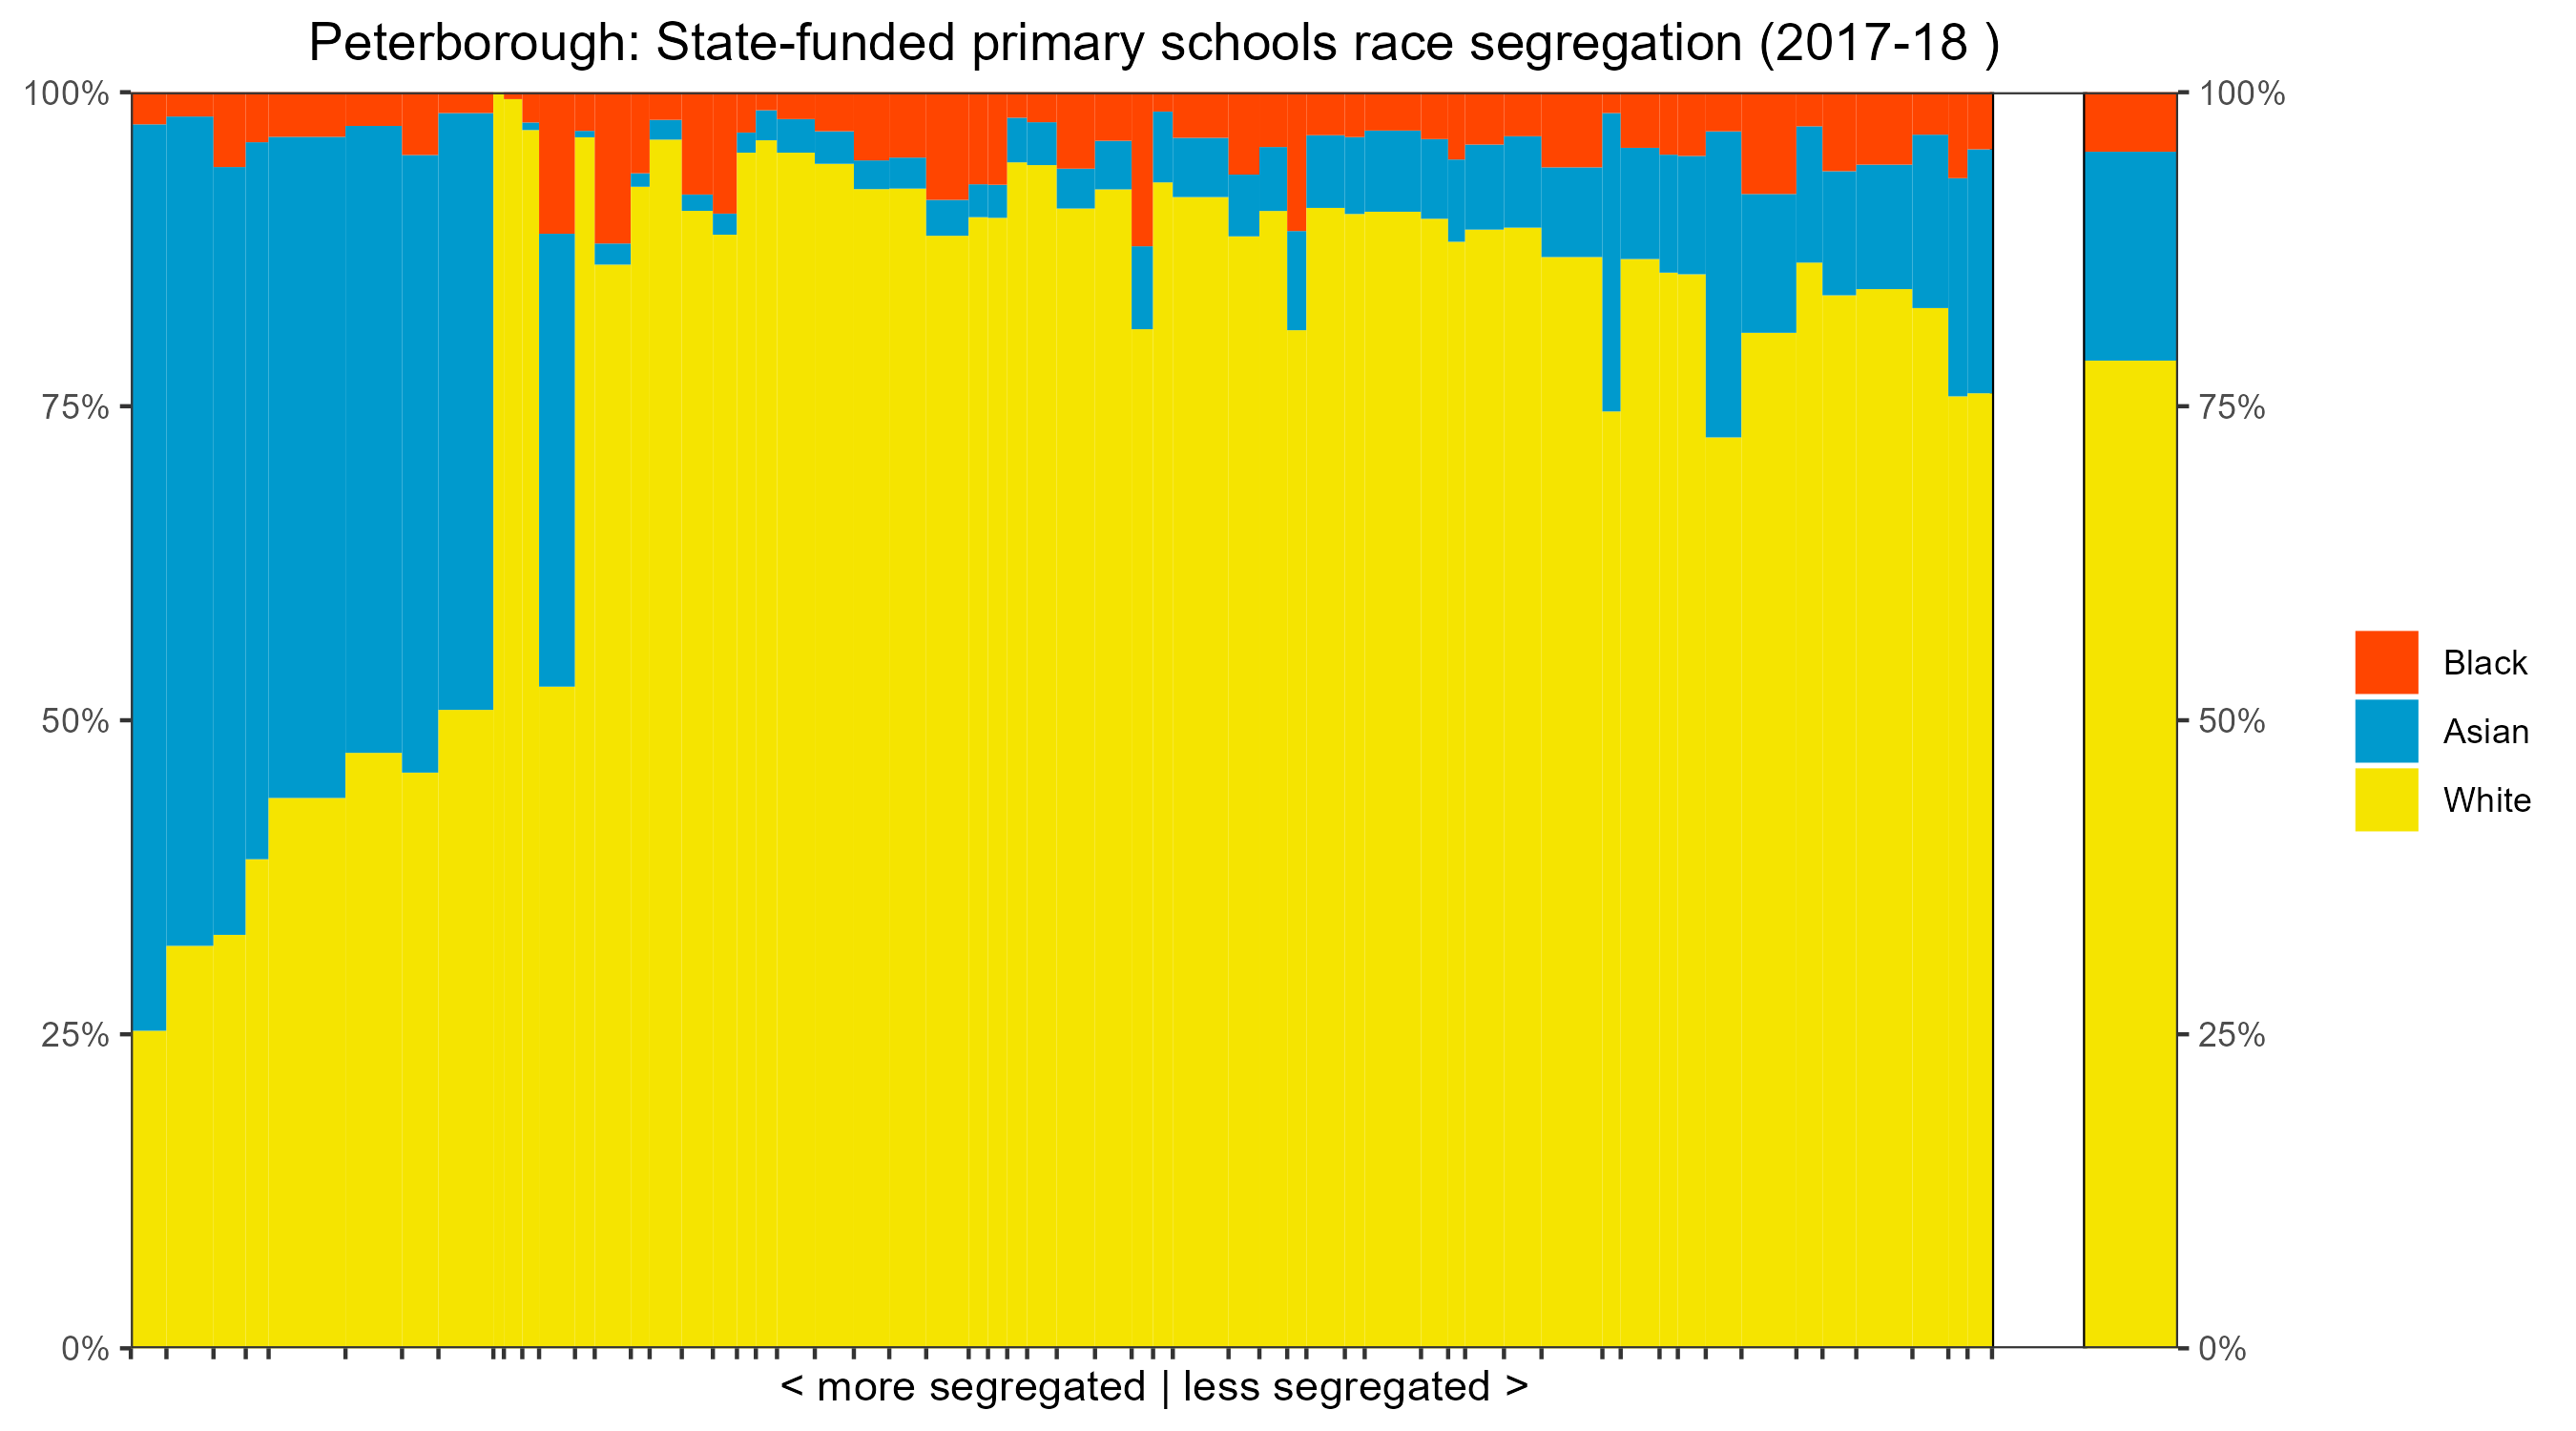 Peterborough: State-funded primary schools race segregation (2017-18 )
100%
75%
50%
25%
0%
100%
75%
50%
25%
0%
Black
Asian
White
< more segregated | less segregated >